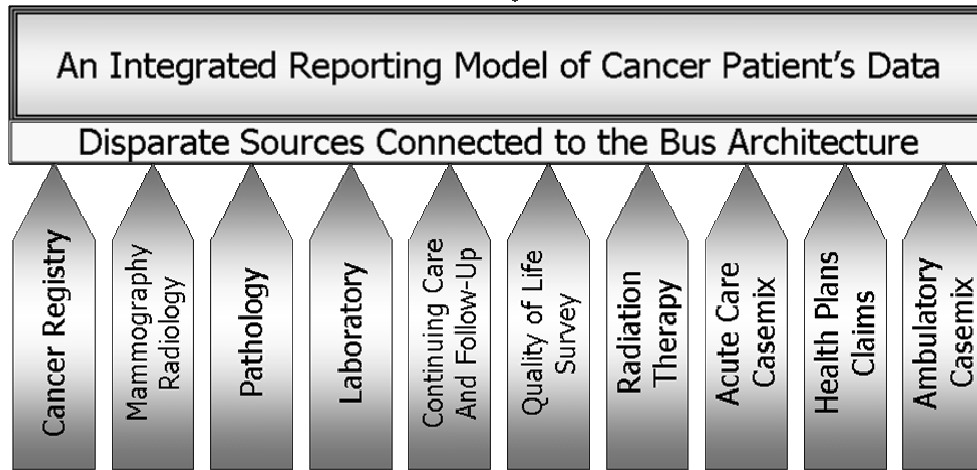 An Integrated Reporting Model of Cancer Patient's Data
Disparate Sources Connected to the Bus Architecture
Cancer Registry
Mammography
Radiology
Pathology
Laboratory
Continuing Care
And Follow-Up
Quality of Life
Survey
Radiation
Therapy
Acute Care
Casemix
Health Plans
Claims
Ambulatory
Casemix